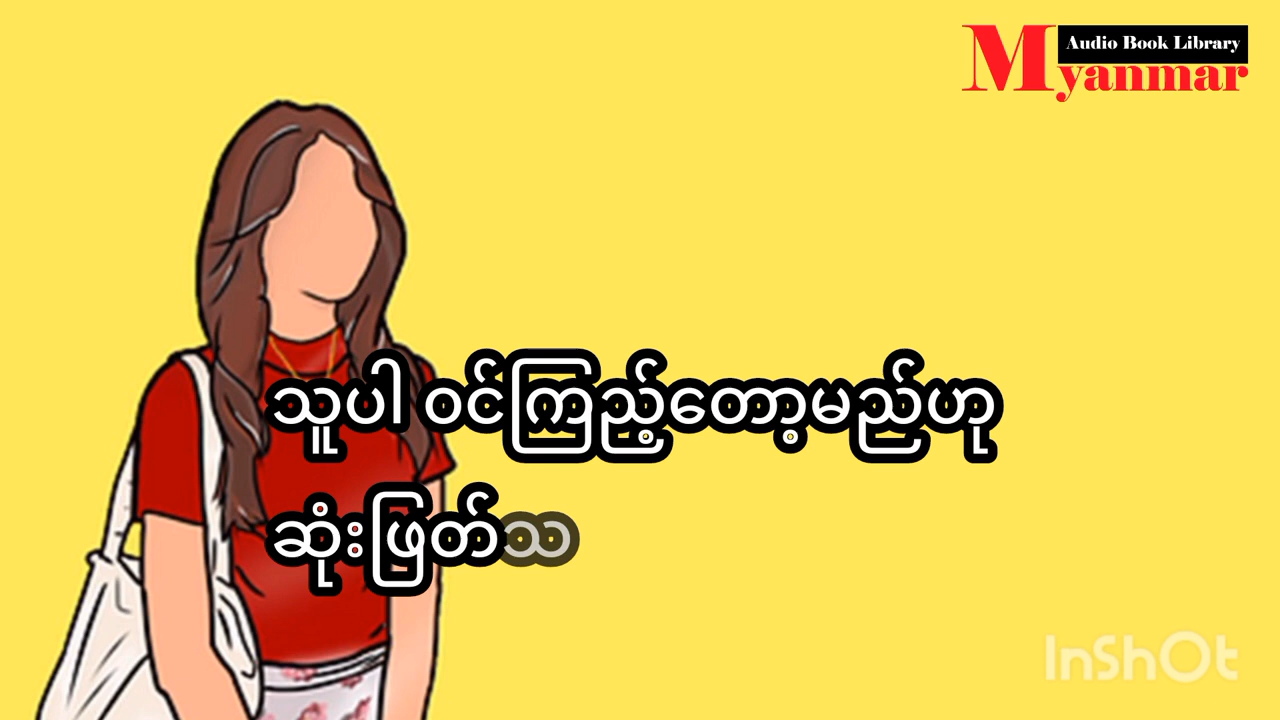 Audio Book Library
Myanmar
သူပါ ဝင်ကြည့်တော့မည်ဟု
ဆုံးဖြတ်သ
InShOt